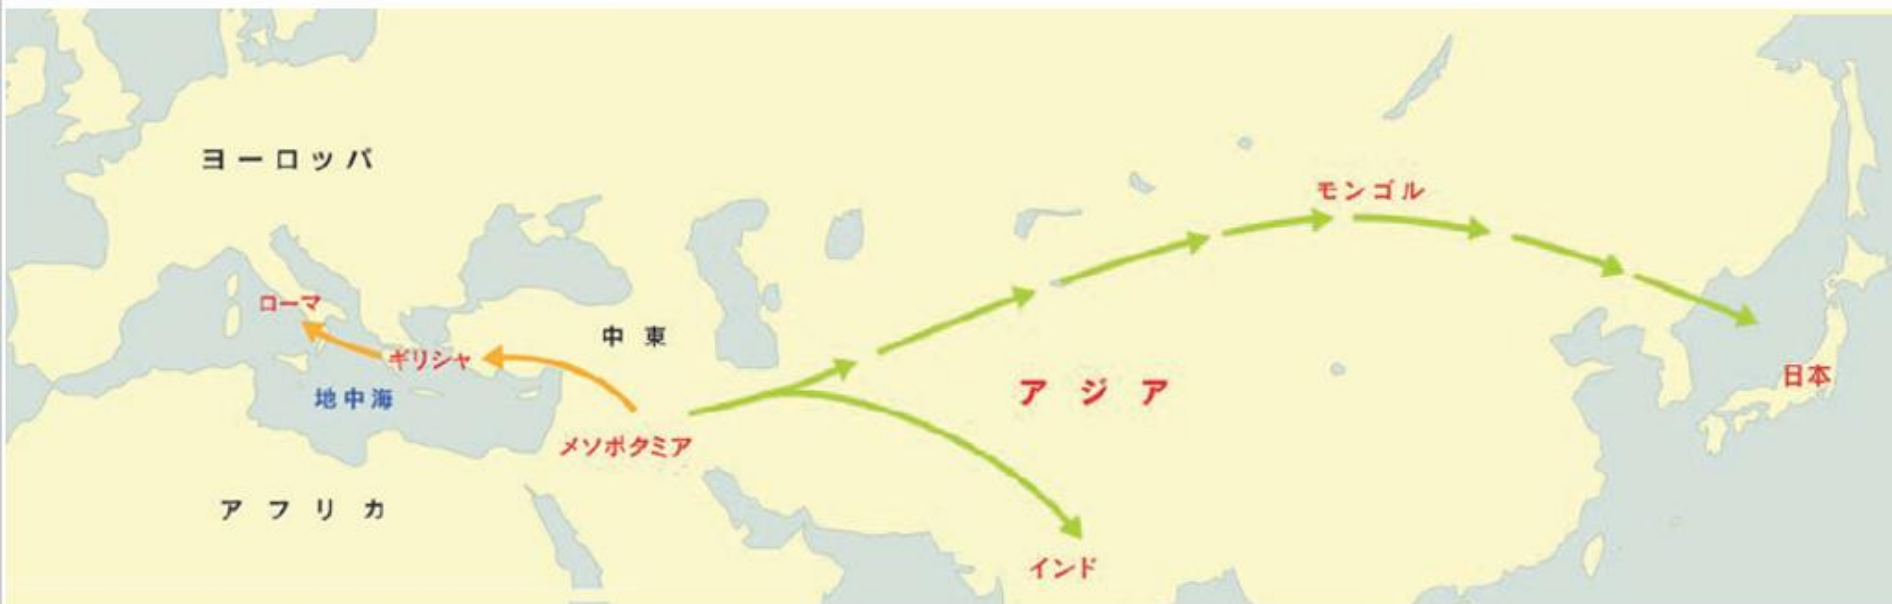 ヨーロッパ
モンゴル
ローマ
中東
ギリシャ
日本
アジア
地中海
メソポタミア
アフリカ
インド